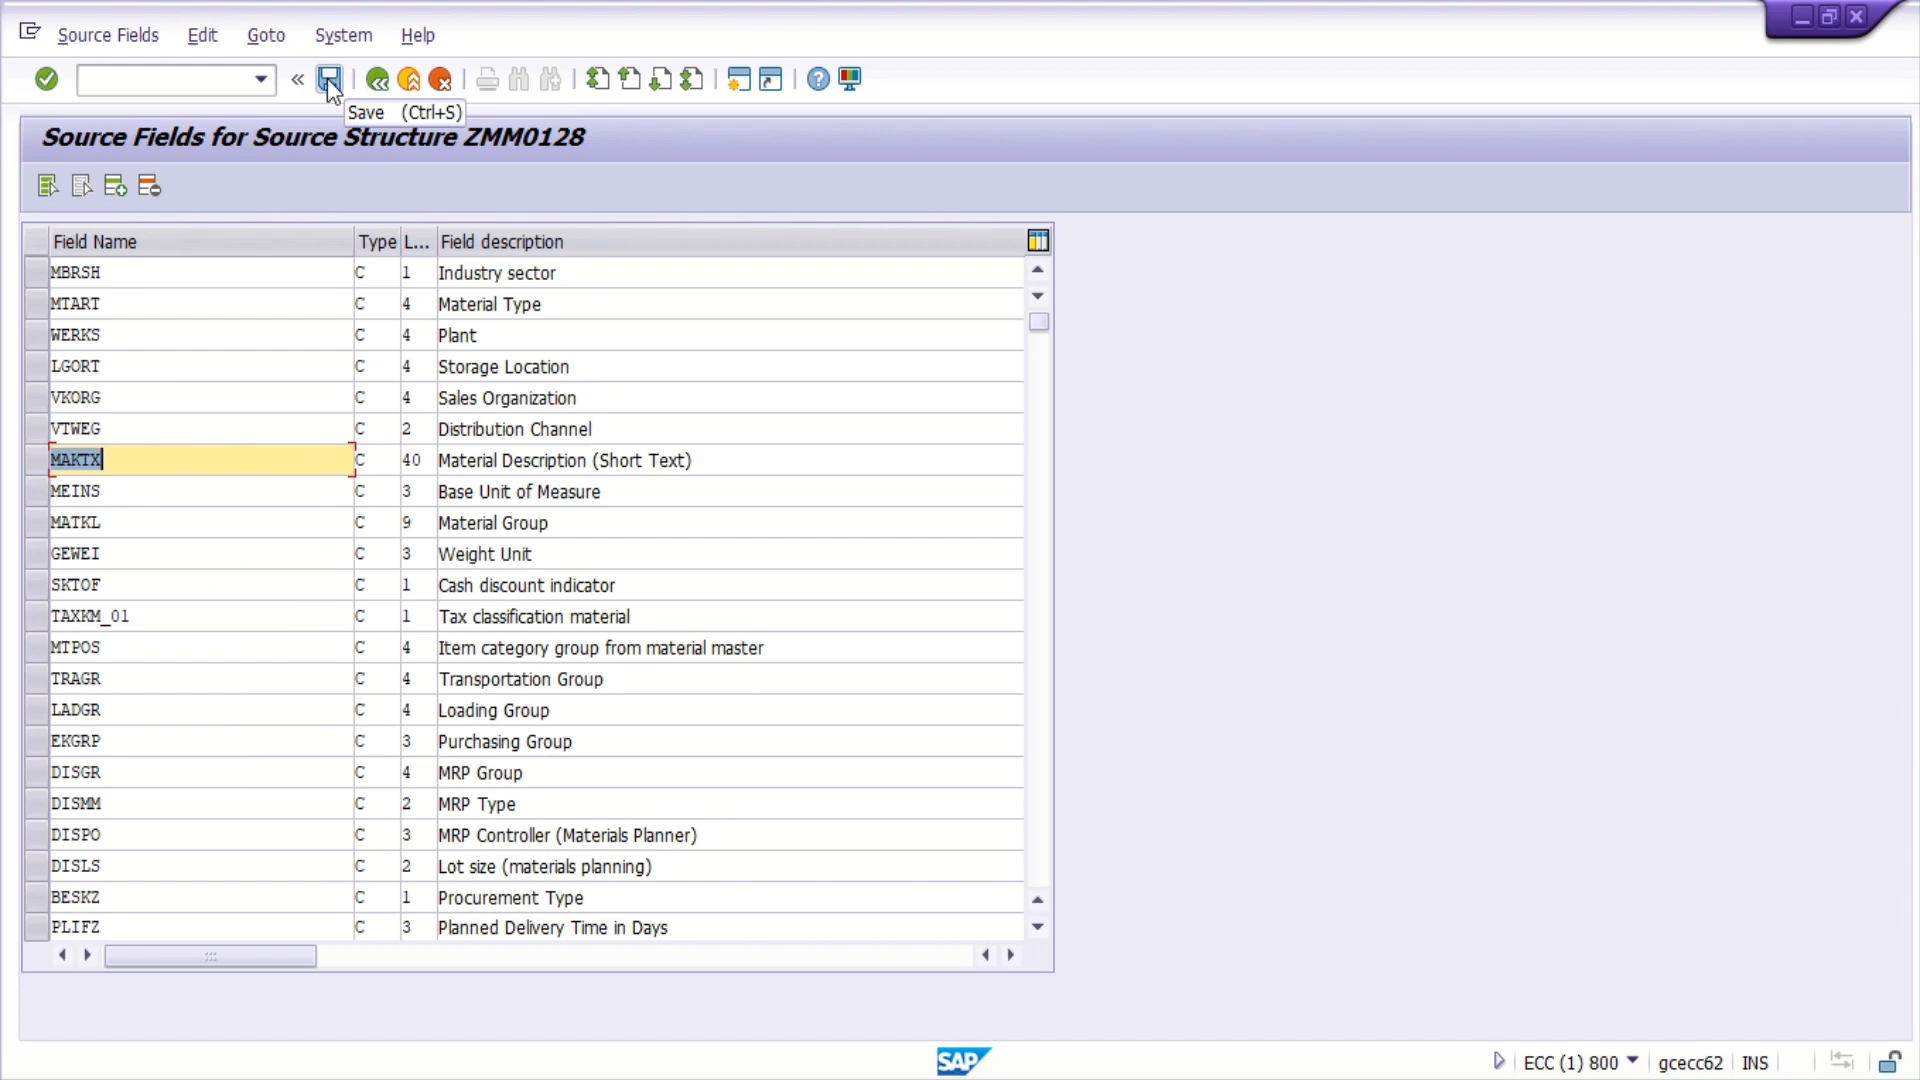 Source Fields Edit Goto System Help
Save (Ctrl+S)
Source Fields for Source Structure ZMM0128
Field Name Type L... Field description
MBRSH C 1 Industry sector
MTART C 4 Material Type
WERKS C 4 Plant
LGORT C 4 Storage Location
VKORG C 4 Sales Organization
VTWEG C 2 Distribution Channel
MAKTX C 40 Material Description (Short Text)
MEINS C 3 Base Unit of Measure
MATKL C 9 Material Group
GEWEI C 3 Weight Unit
SKTOF C 1 Cash discount indicator
TAXKM_01 C 1 Tax classification material
MTPOS C 4 Item category group from material master
TRAGR C 4 Transportation Group
LADGR C 4 Loading Group
EKGRP C 3 Purchasing Group
DISGR C 4 MRP Group
DISMM C 2 MRP Type
DISPO C 3 MRP Controller (Materials Planner)
DISLS C 2 Lot size (materials planning)
BESKZ C 1 Procurement Type
PLIFZ C 3 Planned Delivery Time in Days
SAP ECC (1) 800 gcecc62 INS